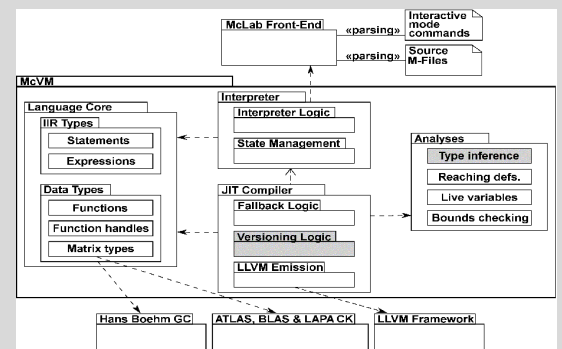 McLab Front-End
«parsing»
Interactive
mode
commands
«parsing»
Source
M-Files
McVM
Language Core
IIR Types
Statements
Expressions
Data Types
Functions
Function handles
Matrix types
Interpreter
Interpreter Logic
State Management
JIT Compiler
Fallback Logic
Versioning Logic
LLVM Emission
Analyses
Type inference
Reaching defs.
Live variables
Bounds checking
Hans Boehm GC
ATLAS, BLAS & LAPACK
LLVM Framework